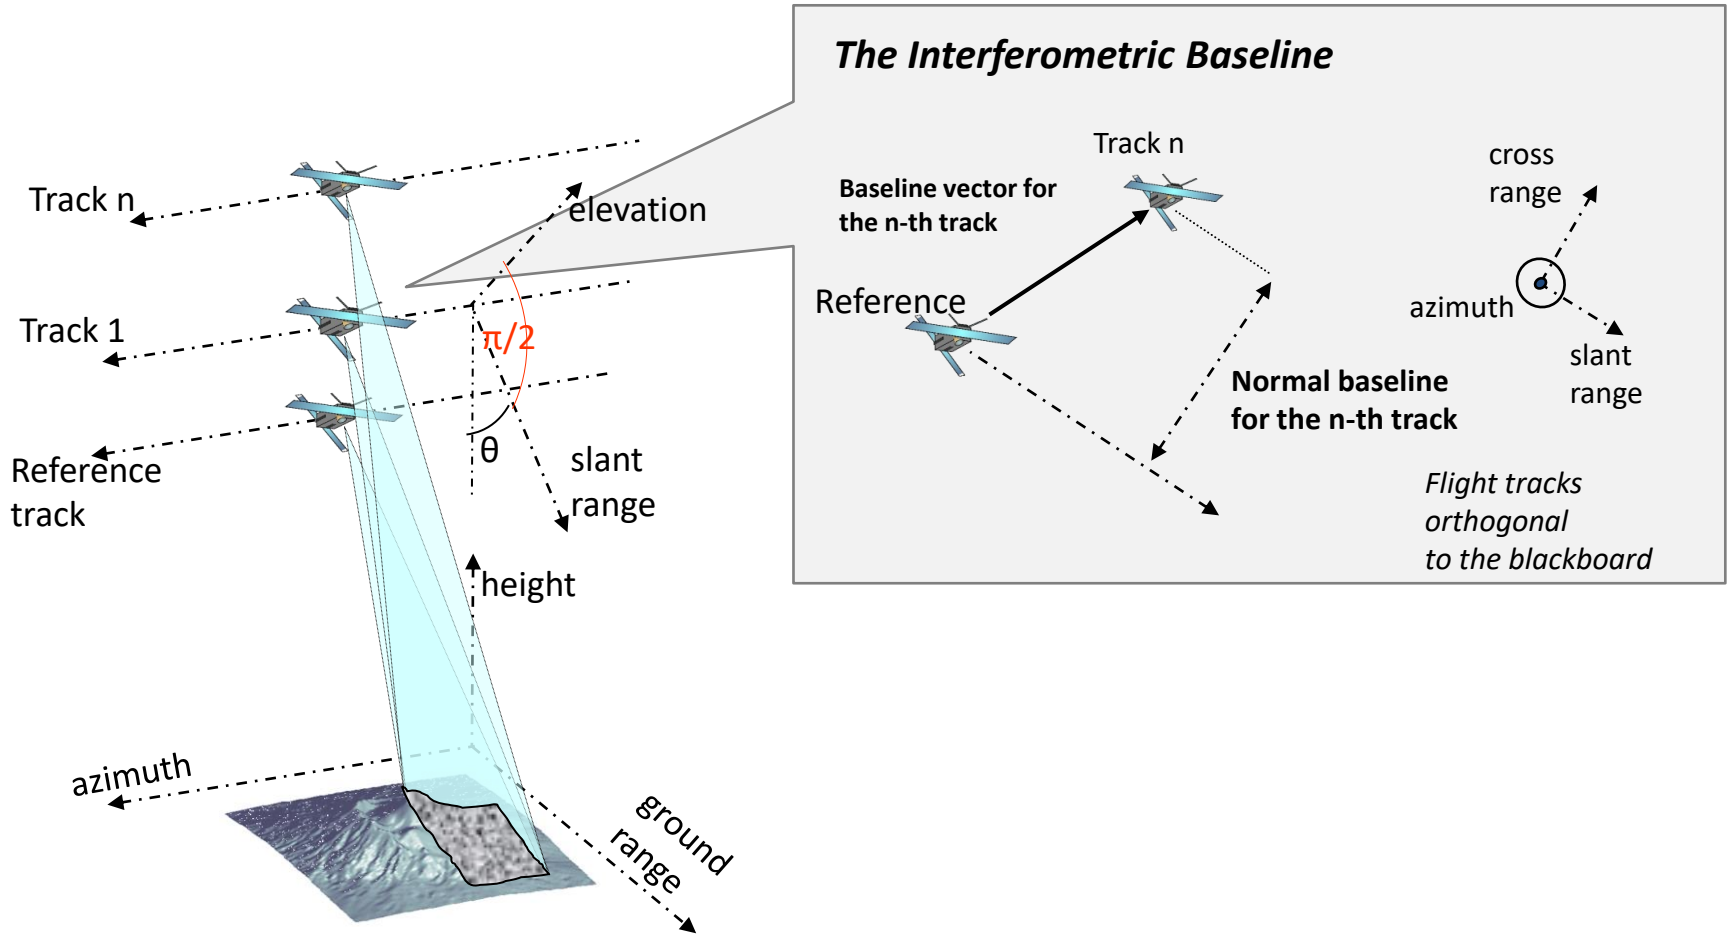 The Interferometric Baseline
Track n
elevation
Track 1
π/2
θ
Reference
track
slant
range
height
azimuth
ground
range
Track n
Baseline vector for
the n-th track
Reference
Normal baseline
for the n-th track
cross
range
azimuth
slant
range
Flight tracks
orthogonal
to the blackboard